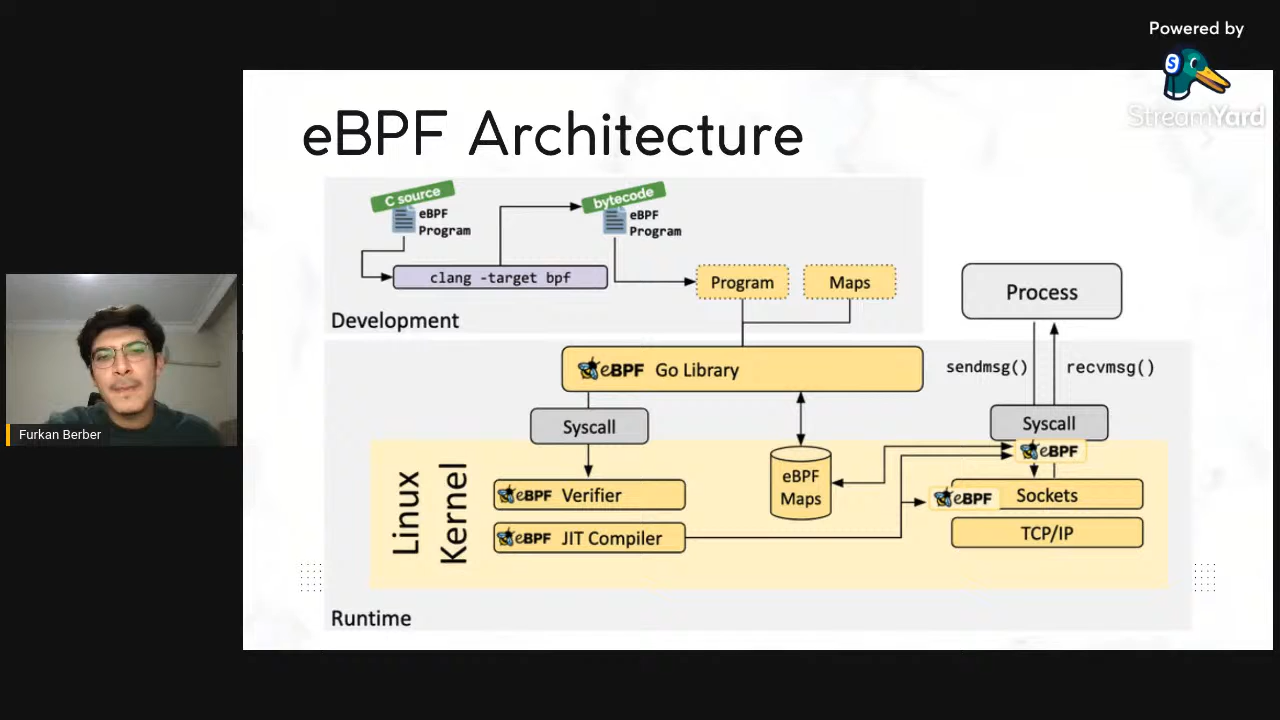 Powered by
S
StreamYard
eBPF Architecture
C source
eBPF
Program
bytecode
eBPF
Program
clang -target bpf
Program
Maps
Development
Process
eBPF Go Library
sendmsg()
recvmsg()
Syscall
Syscall
eBPF
Linux
Kernel
eBPF Verifier
eBPF
Maps
eBPF
Sockets
eBPF JIT Compiler
TCP/IP
Runtime
Furkan Berber